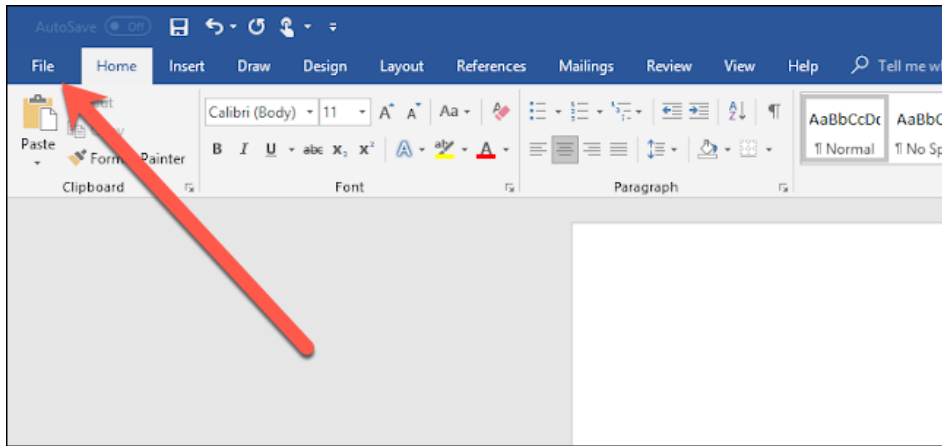 AutoSave Off
File Home Insert Draw Design Layout References Mailings Review View Help Tell me wh
Calibri (Body) 11 Aa AaBbCcDc AaBbC
Paste Painter B I U abc X₂ X² A A ¶ Normal ¶ No Sp
Clipboard Font Paragraph